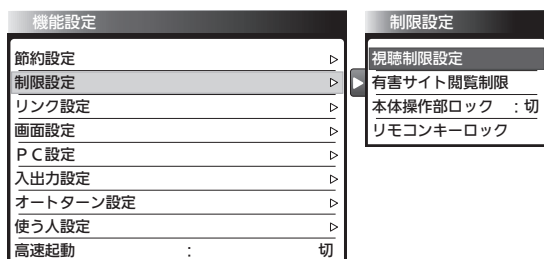 機能設定
節約設定
制限設定
リンク設定
画面設定
ＰＣ設定
入出力設定
オートターン設定
使う人設定
高速起動 : 切
制限設定
視聴制限設定
有害サイト閲覧制限
本体操作部ロック :切
リモコンキーロック